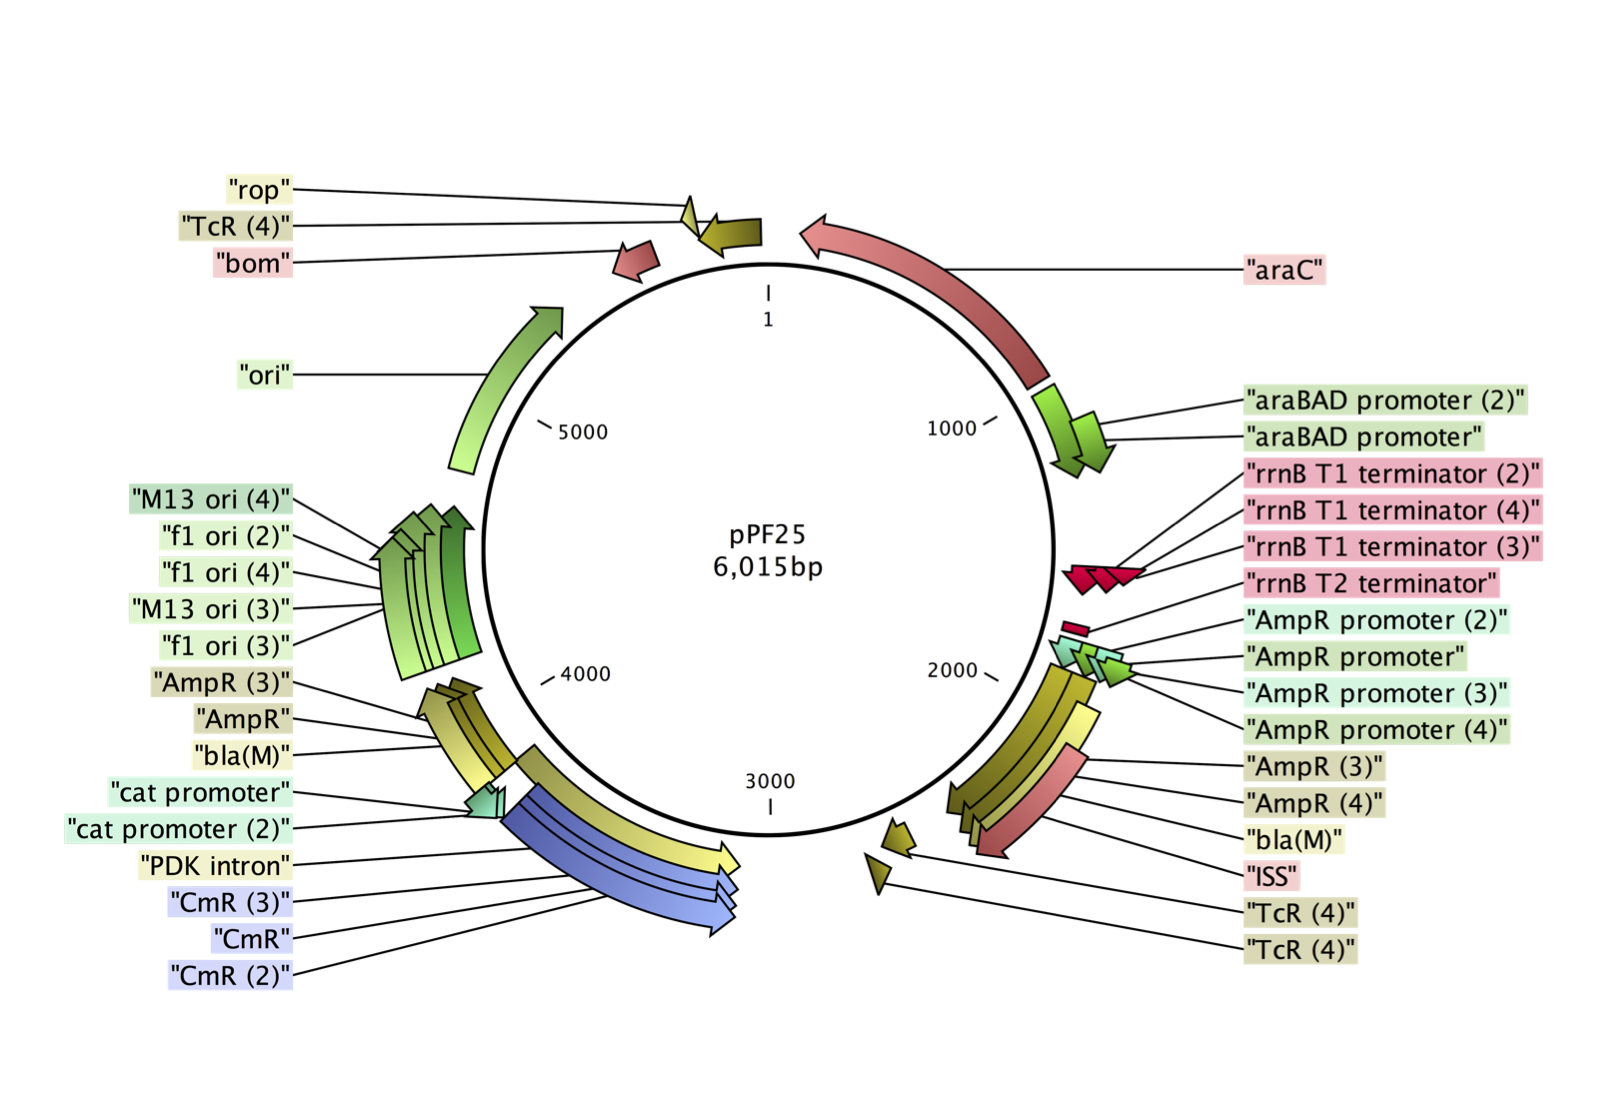 "rop"
"TcR (4)"
"bom"
"ori"
"M13 ori (4)"
"f1 ori (2)"
"f1 ori (4)"
"M13 ori (3)"
"f1 ori (3)"
"AmpR (3)"
"AmpR"
"bla(M)"
"cat promoter"
"cat promoter (2)"
"PDK intron"
"CmR (3)"
"CmR"
"CmR (2)"
1
1000
2000
3000
4000
5000
pPF25
6,015bp
"araC"
"araBAD promoter (2)"
"araBAD promoter"
"rrnB T1 terminator (2)"
"rrnB T1 terminator (4)"
"rrnB T1 terminator (3)"
"rrnB T2 terminator"
"AmpR promoter (2)"
"AmpR promoter"
"AmpR promoter (3)"
"AmpR promoter (4)"
"AmpR (3)"
"AmpR (4)"
"bla(M)"
"ISS"
"TcR (4)"
"TcR (4)"